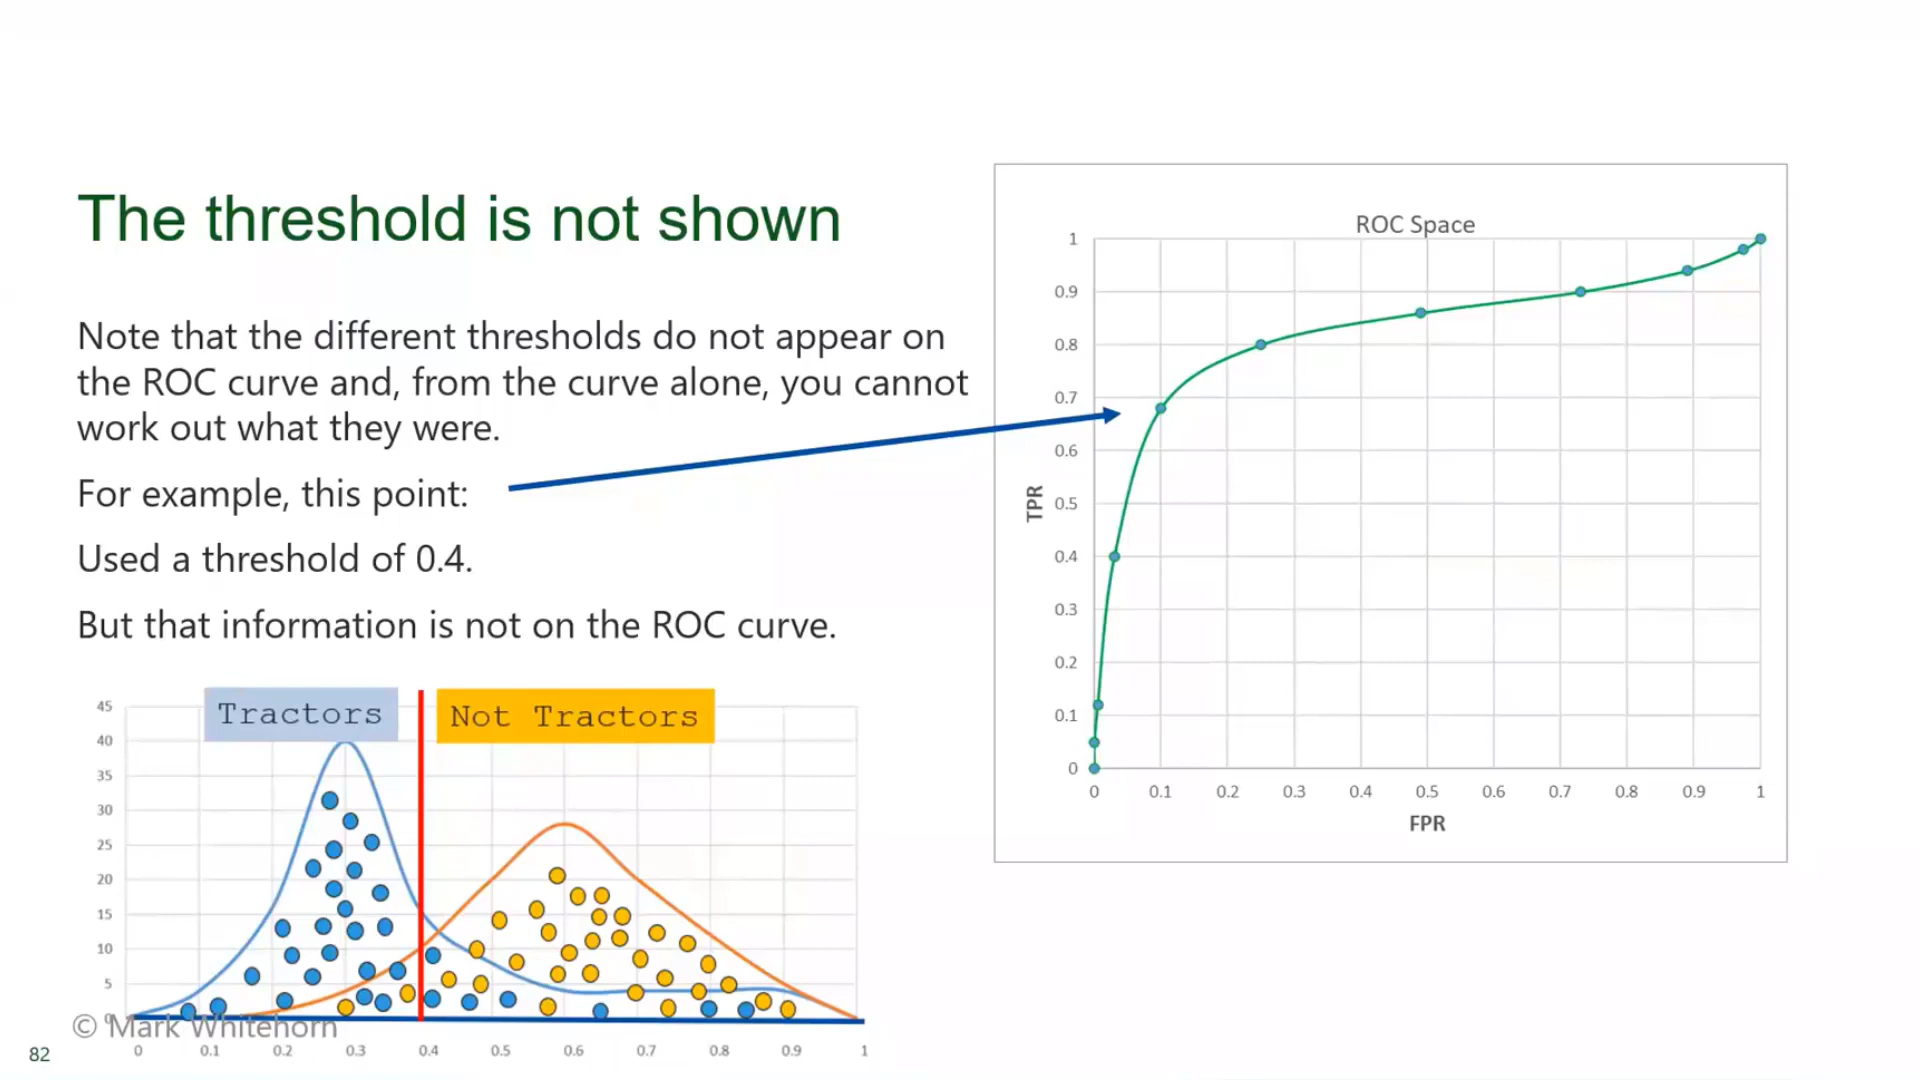 The threshold is not shown
Note that the different thresholds do not appear on
the ROC curve and, from the curve alone, you cannot
work out what they were.
For example, this point:
Used a threshold of 0.4.
But that information is not on the ROC curve.
Tractors
Not Tractors
45
40
35
30
25
20
15
10
5
0
0 0.1 0.2 0.3 0.4 0.5 0.6 0.7 0.8 0.9 1
© Mark Whitehorn
82
ROC Space
1
0.9
0.8
0.7
0.6
0.5
0.4
0.3
0.2
0.1
0
TPR
0 0.1 0.2 0.3 0.4 0.5 0.6 0.7 0.8 0.9 1
FPR